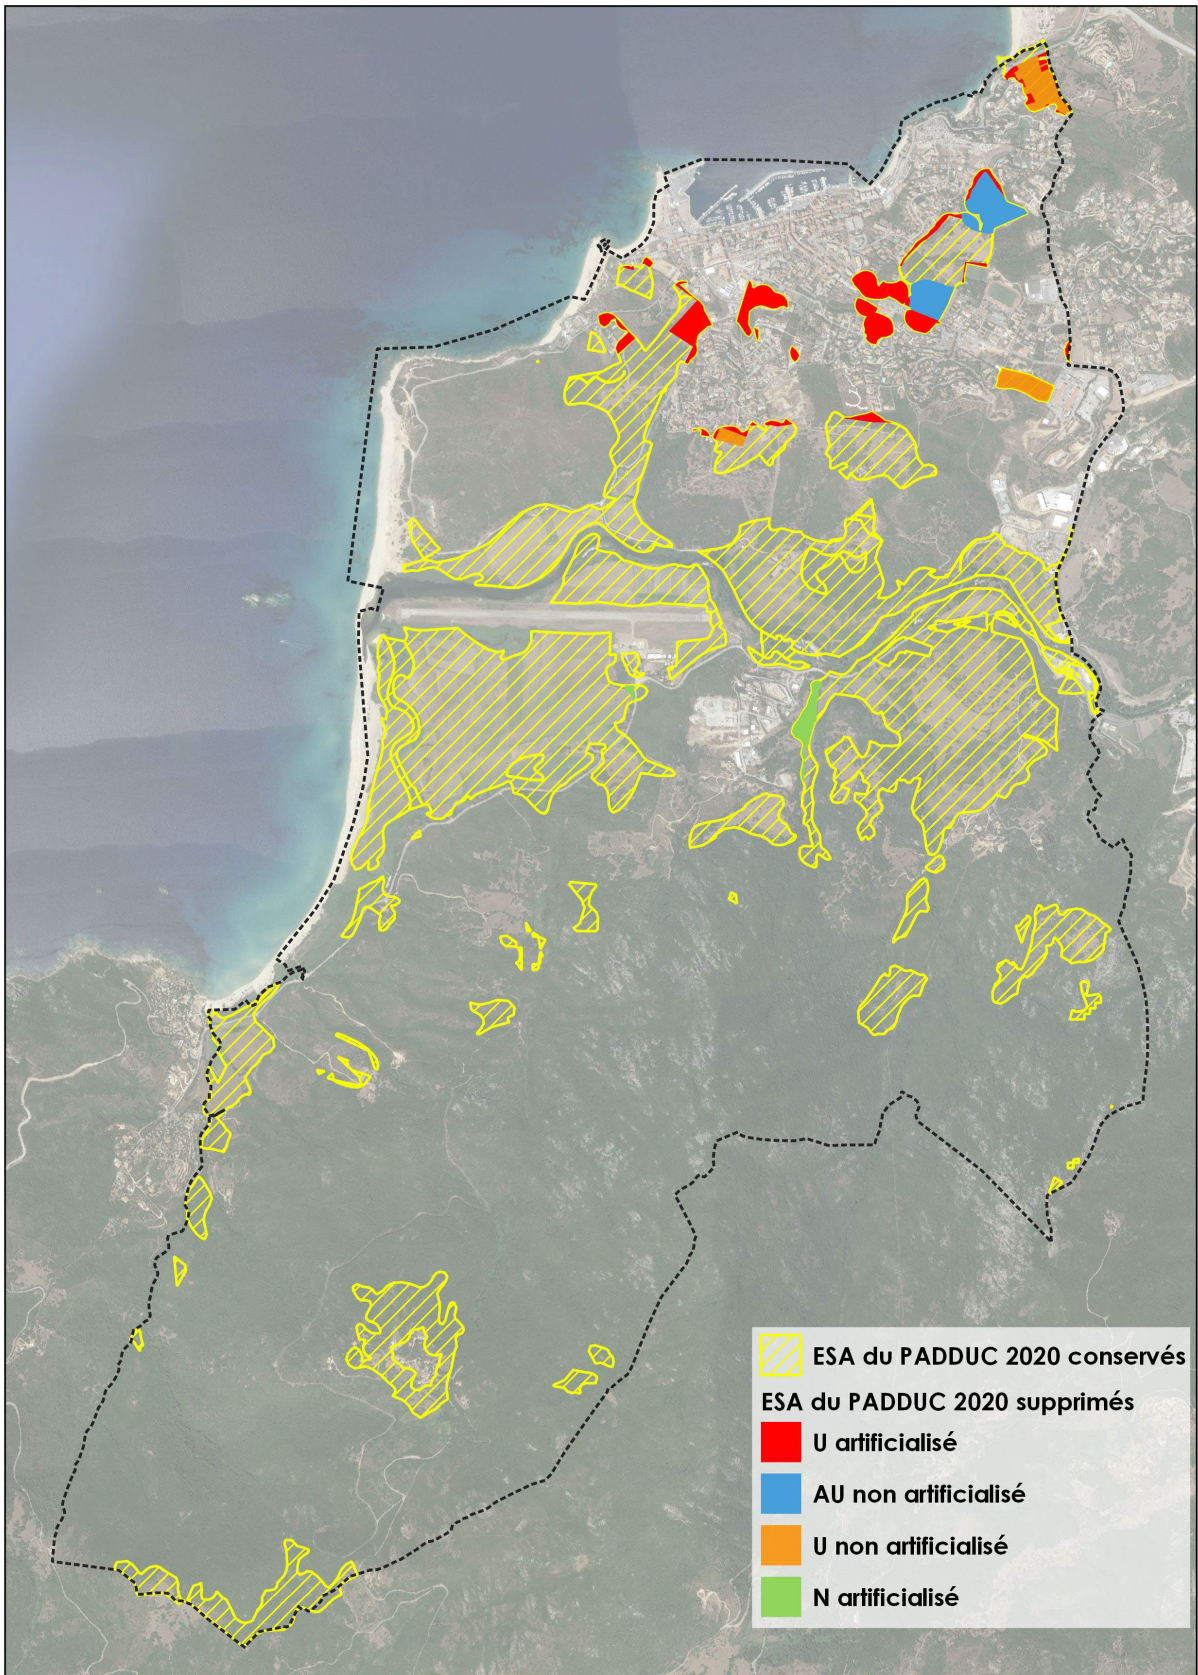 ESA du PADDUC 2020 conservés
ESA du PADDUC 2020 supprimés
U artificialisé
AU non artificialisé
U non artificialisé
N artificialisé